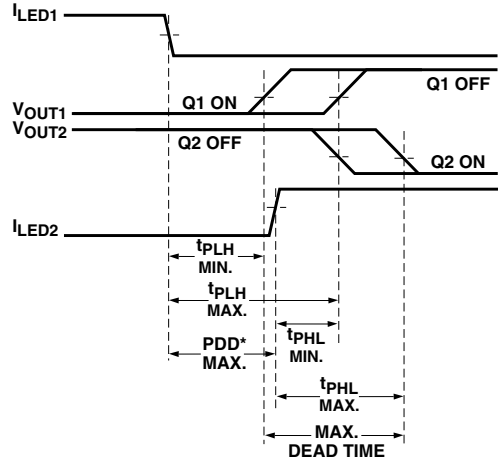 ILED1
VOUT1
Q1 ON
Q1 OFF
VOUT2
Q2 OFF
Q2 ON
ILED2
tPLH
MIN.
tPLH
MAX.
tPHL
MIN.
PDD*
MAX.
tPHL
MAX.
MAX.
DEAD TIME